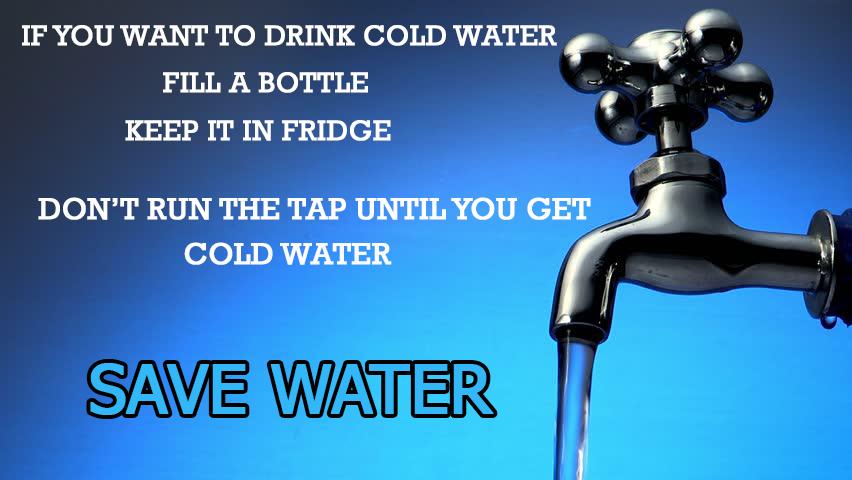 IF YOU WANT TO DRINK COLD WATER
FILL A BOTTLE
KEEP IT IN FRIDGE
DON’T RUN THE TAP UNTIL YOU GET
COLD WATER
SAVE WATER